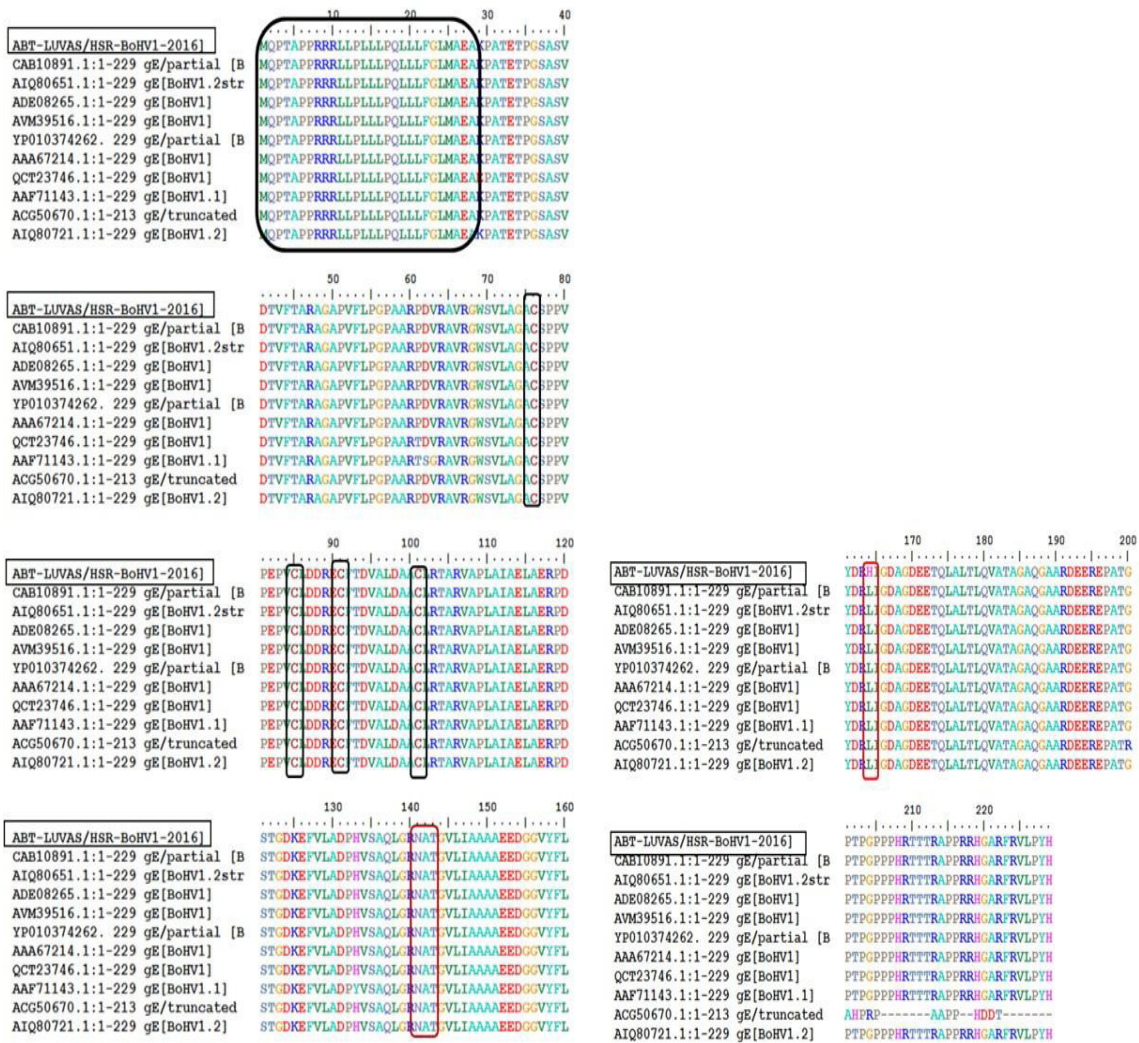 10 20 30 40
ABT-LUVAS/HSR-BoHV1-2016] MQPTAPPRRRLLPLLLPQLLLFGLMAEAKPATETPGSASV
CAB10891.1:1-229 gE/partial [B MQPTAPPRRRLLPLLLPQLLLFGLMAEAKPATETPGSASV
AIQ80651.1:1-229 gE[BoHV1.2str MQPTAPPRRRLLPLLLPQLLLFGLMAEAKPATETPGSASV
ADE08265.1:1-229 gE[BoHV1] MQPTAPPRRRLLPLLLPQLLLFGLMAEAKPATETPGSASV
AVM39516.1:1-229 gE[BoHV1] MQPTAPPRRRLLPLLLPQLLLFGLMAEAKPATETPGSASV
YP010374262. 229 gE/partial [B MQPTAPPRRRLLPLLLPQLLLFGLMAEAKPATETPGSASV
AAA67214.1:1-229 gE[BoHV1] MQPTAPPRRRLLPLLLPQLLLFGLMAEAKPATETPGSASV
QCT23746.1:1-229 gE[BoHV1] MQPTAPPRRRLLPLLLPQLLLFGLMAEAEPATETPGSASV
AAF71143.1:1-229 gE[BoHV1.1] MQPTAPPRRRLLPLLLPQLLLFGLMAEAKPATETPGSASV
ACG50670.1:1-213 gE/truncated MQPTAPPRRRLLPLLLPQLLLFGLMAEAKPATETPGSASV
AIQ80721.1:1-229 gE[BoHV1.2] MQPTAPPRRRLLPLLLPQLLLFGLMAEAKPATETPGSASV
50 60 70 80
ABT-LUVAS/HSR-BoHV1-2016] DTVFTARAGAPVFLPGPAARPDVRAVRGWSVLAGACSPPV
CAB10891.1:1-229 gE/partial [B DTVFTARAGAPVFLPGPAARPDVRAVRGWSVLAGACSPPV
AIQ80651.1:1-229 gE[BoHV1.2str DTVFTARAGAPVFLPGPAARPDVRAVRGWSVLAGACSPPV
ADE08265.1:1-229 gE[BoHV1] DTVFTARAGAPVFLPGPAARPDVRAVRGWSVLAGACSPPV
AVM39516.1:1-229 gE[BoHV1] DTVFTARAGAPVFLPGPAARPDVRAVRGWSVLAGACSPPV
YP010374262. 229 gE/partial [B DTVFTARAGAPVFLPGPAARPDVRAVRGWSVLAGACSPPV
AAA67214.1:1-229 gE[BoHV1] DTVFTARAGAPVFLPGPAARPDVRAVRGWSVLAGACSPPV
QCT23746.1:1-229 gE[BoHV1] DTVFTARAGAPVFLPGPAARTDVRAVRGWSVLAGACSPPV
AAF71143.1:1-229 gE[BoHV1.1] DTVFTARAGAPVFLPGPAARTSGRAVRGWSVLAGACSPPV
ACG50670.1:1-213 gE/truncated DTVFTARAGAPVFLPGPAARPDVRAVRGWSVLAGACSPPV
AIQ80721.1:1-229 gE[BoHV1.2] DTVFTARAGAPVFLPGPAARPDVRAVRGWSVLAGACSPPV
90 100 110 120
ABT-LUVAS/HSR-BoHV1-2016] PEPVCLDDRECFTDVALDAACLRTARVAPLAIAELAERPD
CAB10891.1:1-229 gE/partial [B PEPVCLDDRECFTDVALDAACLRTARVAPLAIAELAERPD
AIQ80651.1:1-229 gE[BoHV1.2str PEPVCLDDRECFTDVALDAACLRTARVAPLAIAELAERPD
ADE08265.1:1-229 gE[BoHV1] PEPVCLDDRECFTDVALDAACLRTARVAPLAIAELAERPD
AVM39516.1:1-229 gE[BoHV1] PEPVCLDDRECFTDVALDAACLRTARVAPLAIAELAERPD
YP010374262. 229 gE/partial [B PEPVCLDDRECFTDVALDAACLRTARVAPLAIAELAERPD
AAA67214.1:1-229 gE[BoHV1] PEPVCLDDRECFTDVALDAACLRTARVAPLAIAELAERPD
QCT23746.1:1-229 gE[BoHV1] PEPVCLDDRECFTDVALDAACLRTARVAPLAIAELAERPD
AAF71143.1:1-229 gE[BoHV1.1] PEPVCLDDRECFTDVALDAACLRTARVAPLAIAELAERPD
ACG50670.1:1-213 gE/truncated PEPVCLDDRECFTDVALDAACLRTARVAPLAIAELAERPD
AIQ80721.1:1-229 gE[BoHV1.2] PEPVCLDDRECFTDVALDAACLRTARVAPLAIAELAERPD
130 140 150 160
ABT-LUVAS/HSR-BoHV1-2016] STGDKEFVLADPHVSAQLGRNATGVLIAAAAEEDGGVYFL
CAB10891.1:1-229 gE/partial [B STGDKEFVLADPHVSAQLGRNATGVLIAAAAEEDGGVYFL
AIQ80651.1:1-229 gE[BoHV1.2str STGDKEFVLADPHVSAQLGRNATGVLIAAAAEEDGGVYFL
ADE08265.1:1-229 gE[BoHV1] STGDKEFVLADPHVSAQLGRNATGVLIAAAAEEDGGVYFL
AVM39516.1:1-229 gE[BoHV1] STGDKEFVLADPHVSAQLGRNATGVLIAAAAEEDGGVYFL
YP010374262. 229 gE/partial [B STGDKEFVLADPHVSAQLGRNATGVLIAAAAEEDGGVYFL
AAA67214.1:1-229 gE[BoHV1] STGDKEFVLADPHVSAQLGRNATGVLIAAAAEEDGGVYFL
QCT23746.1:1-229 gE[BoHV1] STGDKEFVLADPHVSAQLGRNATGVLIAAAAEEDGGVYFL
AAF71143.1:1-229 gE[BoHV1.1] STGDKEFVLADPYVSAQLGRNATGVLIAAAAEEDGGVYFL
ACG50670.1:1-213 gE/truncated STGDKEFVLADPHVSAQLGRNATGVLIAAAAEEDGGVYFL
AIQ80721.1:1-229 gE[BoHV1.2] STGDKEFVLADPHVSAQLGRNATGVLIAAAAEEDGGVYFL
170 180 190 200
ABT-LUVAS/HSR-BoHV1-2016] YDRHIGDAGDEETQLALTLQVATAGAQGAARDEEREPATG
CAB10891.1:1-229 gE/partial [B YDRLIGDAGDEETQLALTLQVATAGAQGAARDEEREPATG
AIQ80651.1:1-229 gE[BoHV1.2str YDRLIGDAGDEETQLALTLQVATAGAQGAARDEEREPATG
ADE08265.1:1-229 gE[BoHV1] YDRLIGDAGDEETQLALTLQVATAGAQGAARDEEREPATG
AVM39516.1:1-229 gE[BoHV1] YDRLIGDAGDEETQLALTLQVATAGAQGAARDEEREPATG
YP010374262. 229 gE/partial [B YDRLIGDAGDEETQLALTLQVATAGAQGAARDEEREPATG
AAA67214.1:1-229 gE[BoHV1] YDRLIGDAGDEETQLALTLQVATAGAQGAARDEEREPATG
QCT23746.1:1-229 gE[BoHV1] YDRLIGDAGDEETQLALTLQVATAGAQGAARDEEREPATG
AAF71143.1:1-229 gE[BoHV1.1] YDRLIGDAGDEETQLALTLQVATAGAQGAARDEEREPATG
ACG50670.1:1-213 gE/truncated YDRLIGDAGDEETQLALTLQVATAGAQGAARDEEREPATR
AIQ80721.1:1-229 gE[BoHV1.2] YDRLIGDAGDEETQLALTLQVATAGAQGAARDEEREPATG
210 220
ABT-LUVAS/HSR-BoHV1-2016] PTPGPPPHRTTTRAPPRRHGARFRVLPYH
CAB10891.1:1-229 gE/partial [B PTPGPPPHRTTTRAPPRRHGARFRVLPYH
AIQ80651.1:1-229 gE[BoHV1.2str PTPGPPPHRTTTRAPPRRHGARFRVLPYH
ADE08265.1:1-229 gE[BoHV1] PTPGPPPHRTTTRAPPRRHGARFRVLPYH
AVM39516.1:1-229 gE[BoHV1] PTPGPPPHRTTTRAPPRRHGARFRVLPYH
YP010374262. 229 gE/partial [B PTPGPPPHRTTTRAPPRRHGARFRVLPYH
AAA67214.1:1-229 gE[BoHV1] PTPGPPPHRTTTRAPPRRHGARFRVLPYH
QCT23746.1:1-229 gE[BoHV1] PTPGPPPHRTTTRAPPRRHGARFRVLPYH
AAF71143.1:1-229 gE[BoHV1.1] PTPGPPPHRTTTRAPPRRHGARFRVLPYH
ACG50670.1:1-213 gE/truncated AHPRP-------AAPP--HDDT-------
AIQ80721.1:1-229 gE[BoHV1.2] PTPGPPPHRTTTRAPPRRHGARFRVLPYH